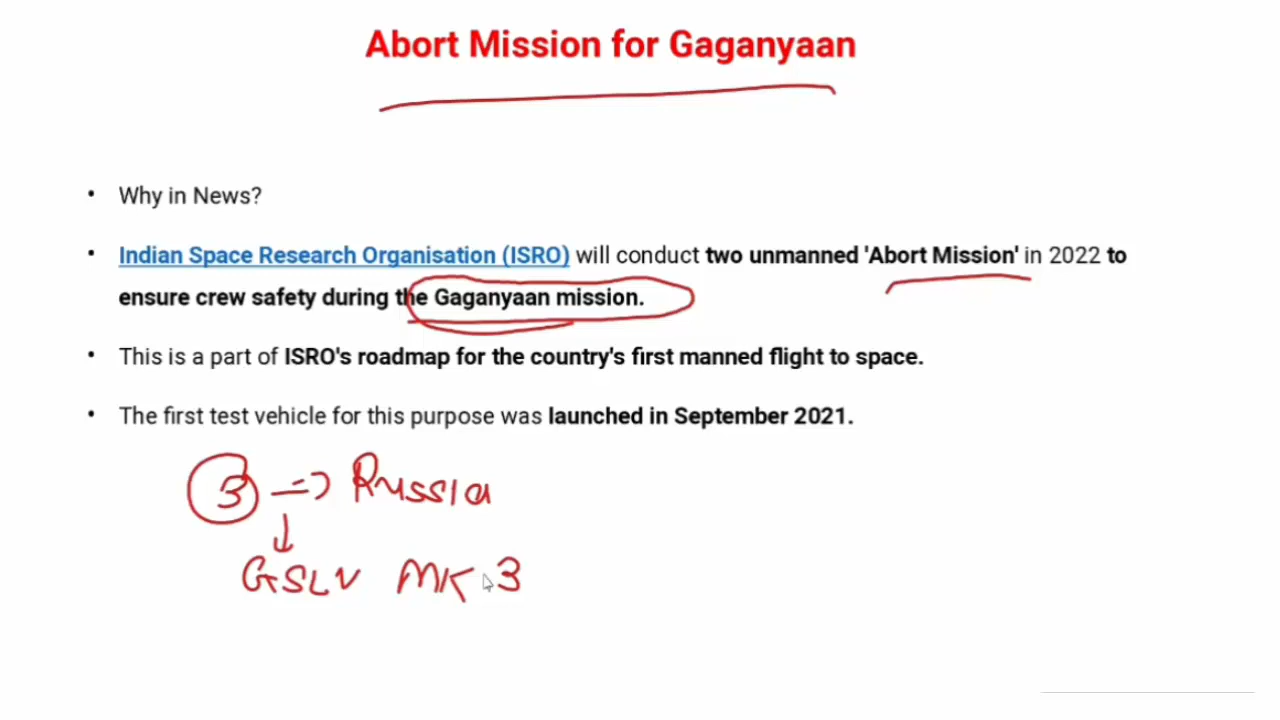 Abort Mission for Gaganyaan
• Why in News?
• Indian Space Research Organisation (ISRO) will conduct two unmanned 'Abort Mission' in 2022 to
ensure crew safety during the Gaganyaan mission.
• This is a part of ISRO's roadmap for the country's first manned flight to space.
• The first test vehicle for this purpose was launched in September 2021.
3 => Russia
↓
GSLV MK 3